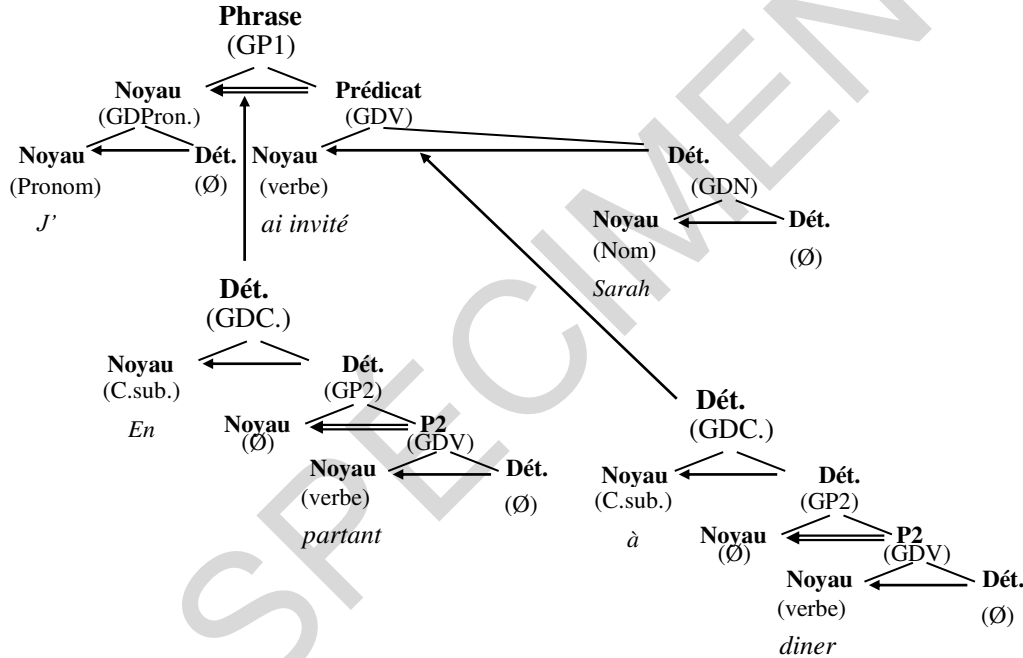 Phrase
(GP1)
Noyau Prédicat
(GDPron.) (GDV)
Noyau Dét. Noyau Dét.
(Pronom) (Ø) (verbe) (GDN)
J’ ai invité Noyau Dét.
(Nom) (Ø)
Sarah
Dét.
(GDC.)
Noyau Dét.
(C.sub.) (GP2)
En Noyau P2
(Ø) (GDV)
Noyau Dét.
(verbe) (Ø)
partant
Dét.
(GDC.)
Noyau Dét.
(C.sub.) (GP2)
à Noyau P2
(Ø) (GDV)
Noyau Dét.
(verbe) (Ø)
diner
SPÉCIMEN